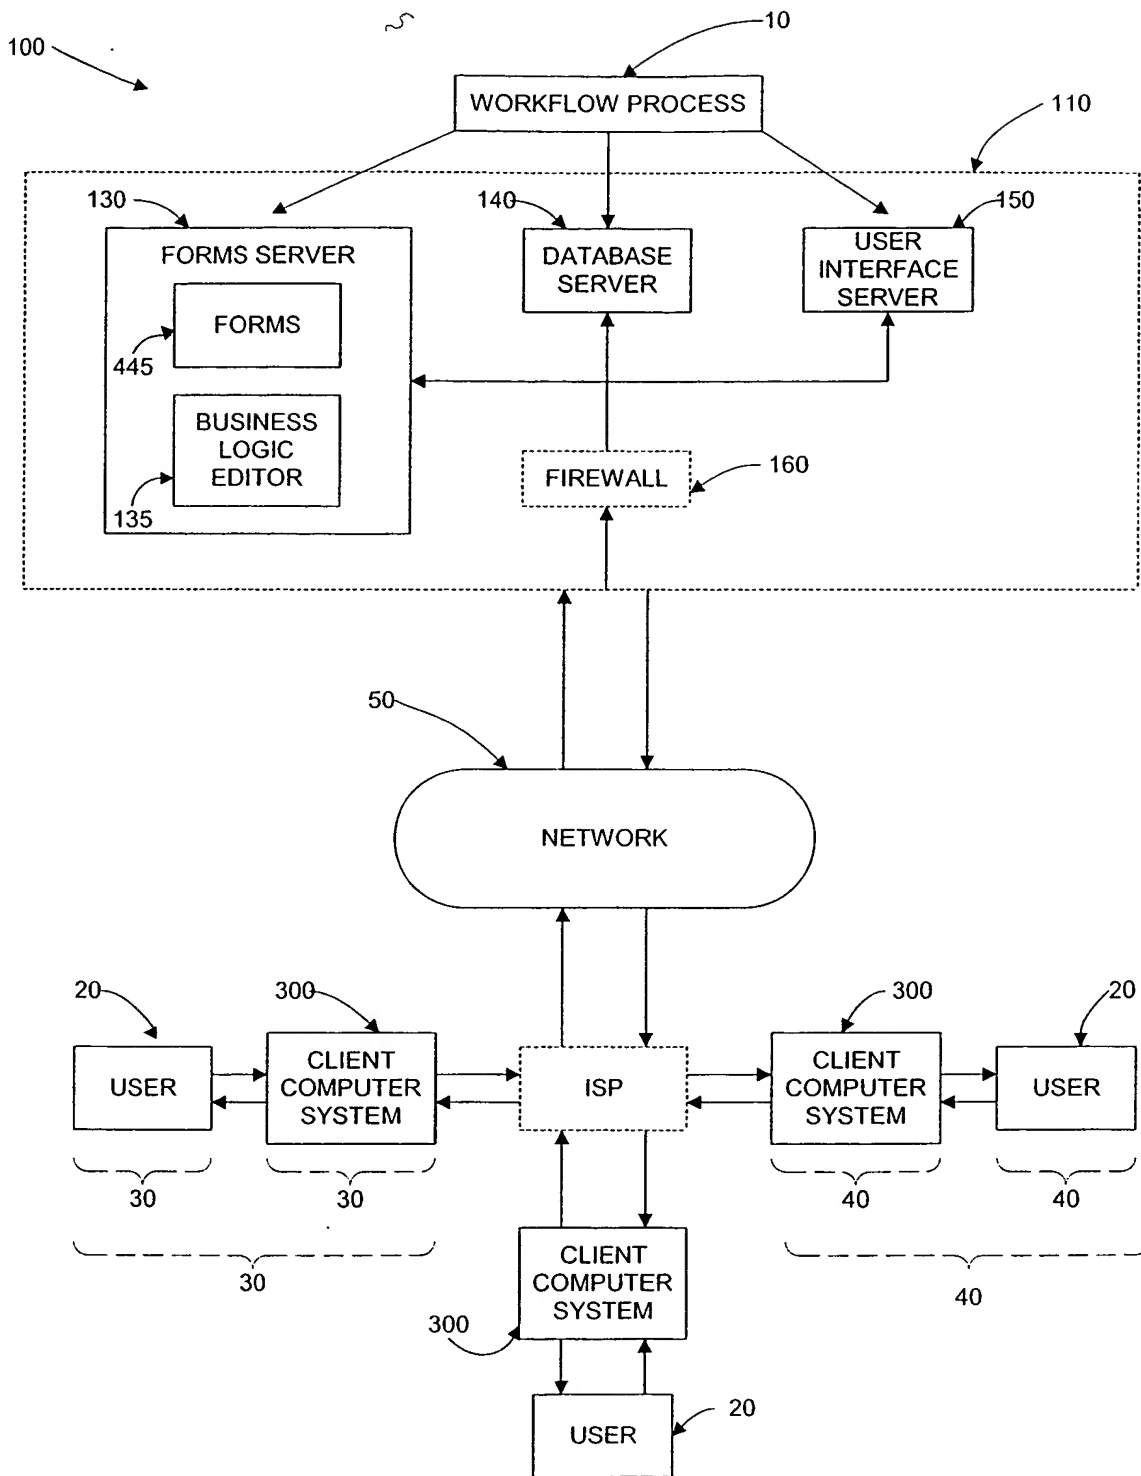 10
100
WORKFLOW PROCESS
110
130
140
150
FORMS SERVER
DATABASE
SERVER
USER
INTERFACE
SERVER
FORMS
445
BUSINESS
LOGIC
EDITOR
135
FIREWALL
160
50
NETWORK
20
300
300
20
USER
CLIENT
COMPUTER
SYSTEM
ISP
CLIENT
COMPUTER
SYSTEM
USER
30
30
40
40
30
40
CLIENT
COMPUTER
SYSTEM
300
USER
20